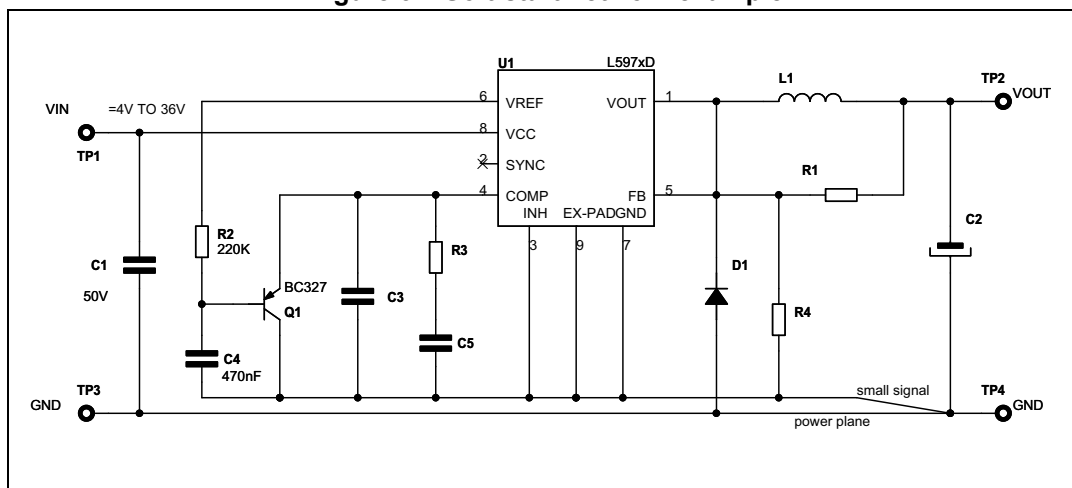 U1
L597xD
L1
TP2
VOUT
VIN
=4V TO 36V
6
VREF
VOUT
1
8
VCC
TP1
2
SYNC
R1
4
COMP
FB
5
INH
EX-PADGND
C2
R2
220K
3
9
7
R3
C1
50V
BC327
Q1
C3
D1
R4
C4
470nF
C5
TP3
GND
small signal
power plane
TP4
GND